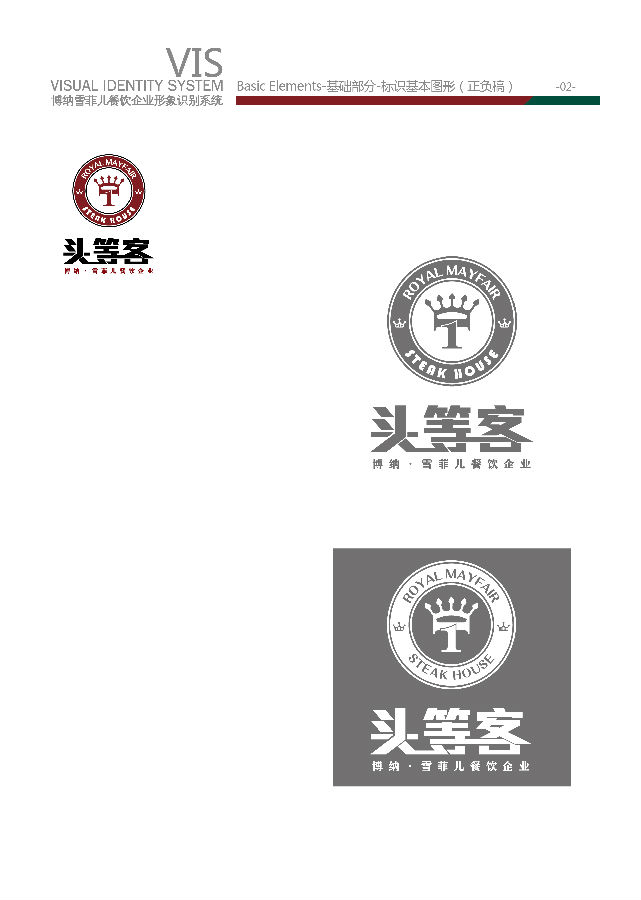 VIS
VISUAL IDENTITY SYSTEM
博纳雪菲儿餐饮企业形象识别系统
Basic Elements-基础部分-标识基本图形（正负稿）
-02-
ROYAL MAYFAIR
T
STEAK HOUSE
头等客
博纳·雪菲儿餐饮企业
ROYAL MAYFAIR
T
STEAK HOUSE
头等客
博纳·雪菲儿餐饮企业
ROYAL MAYFAIR
T
STEAK HOUSE
头等客
博纳·雪菲儿餐饮企业